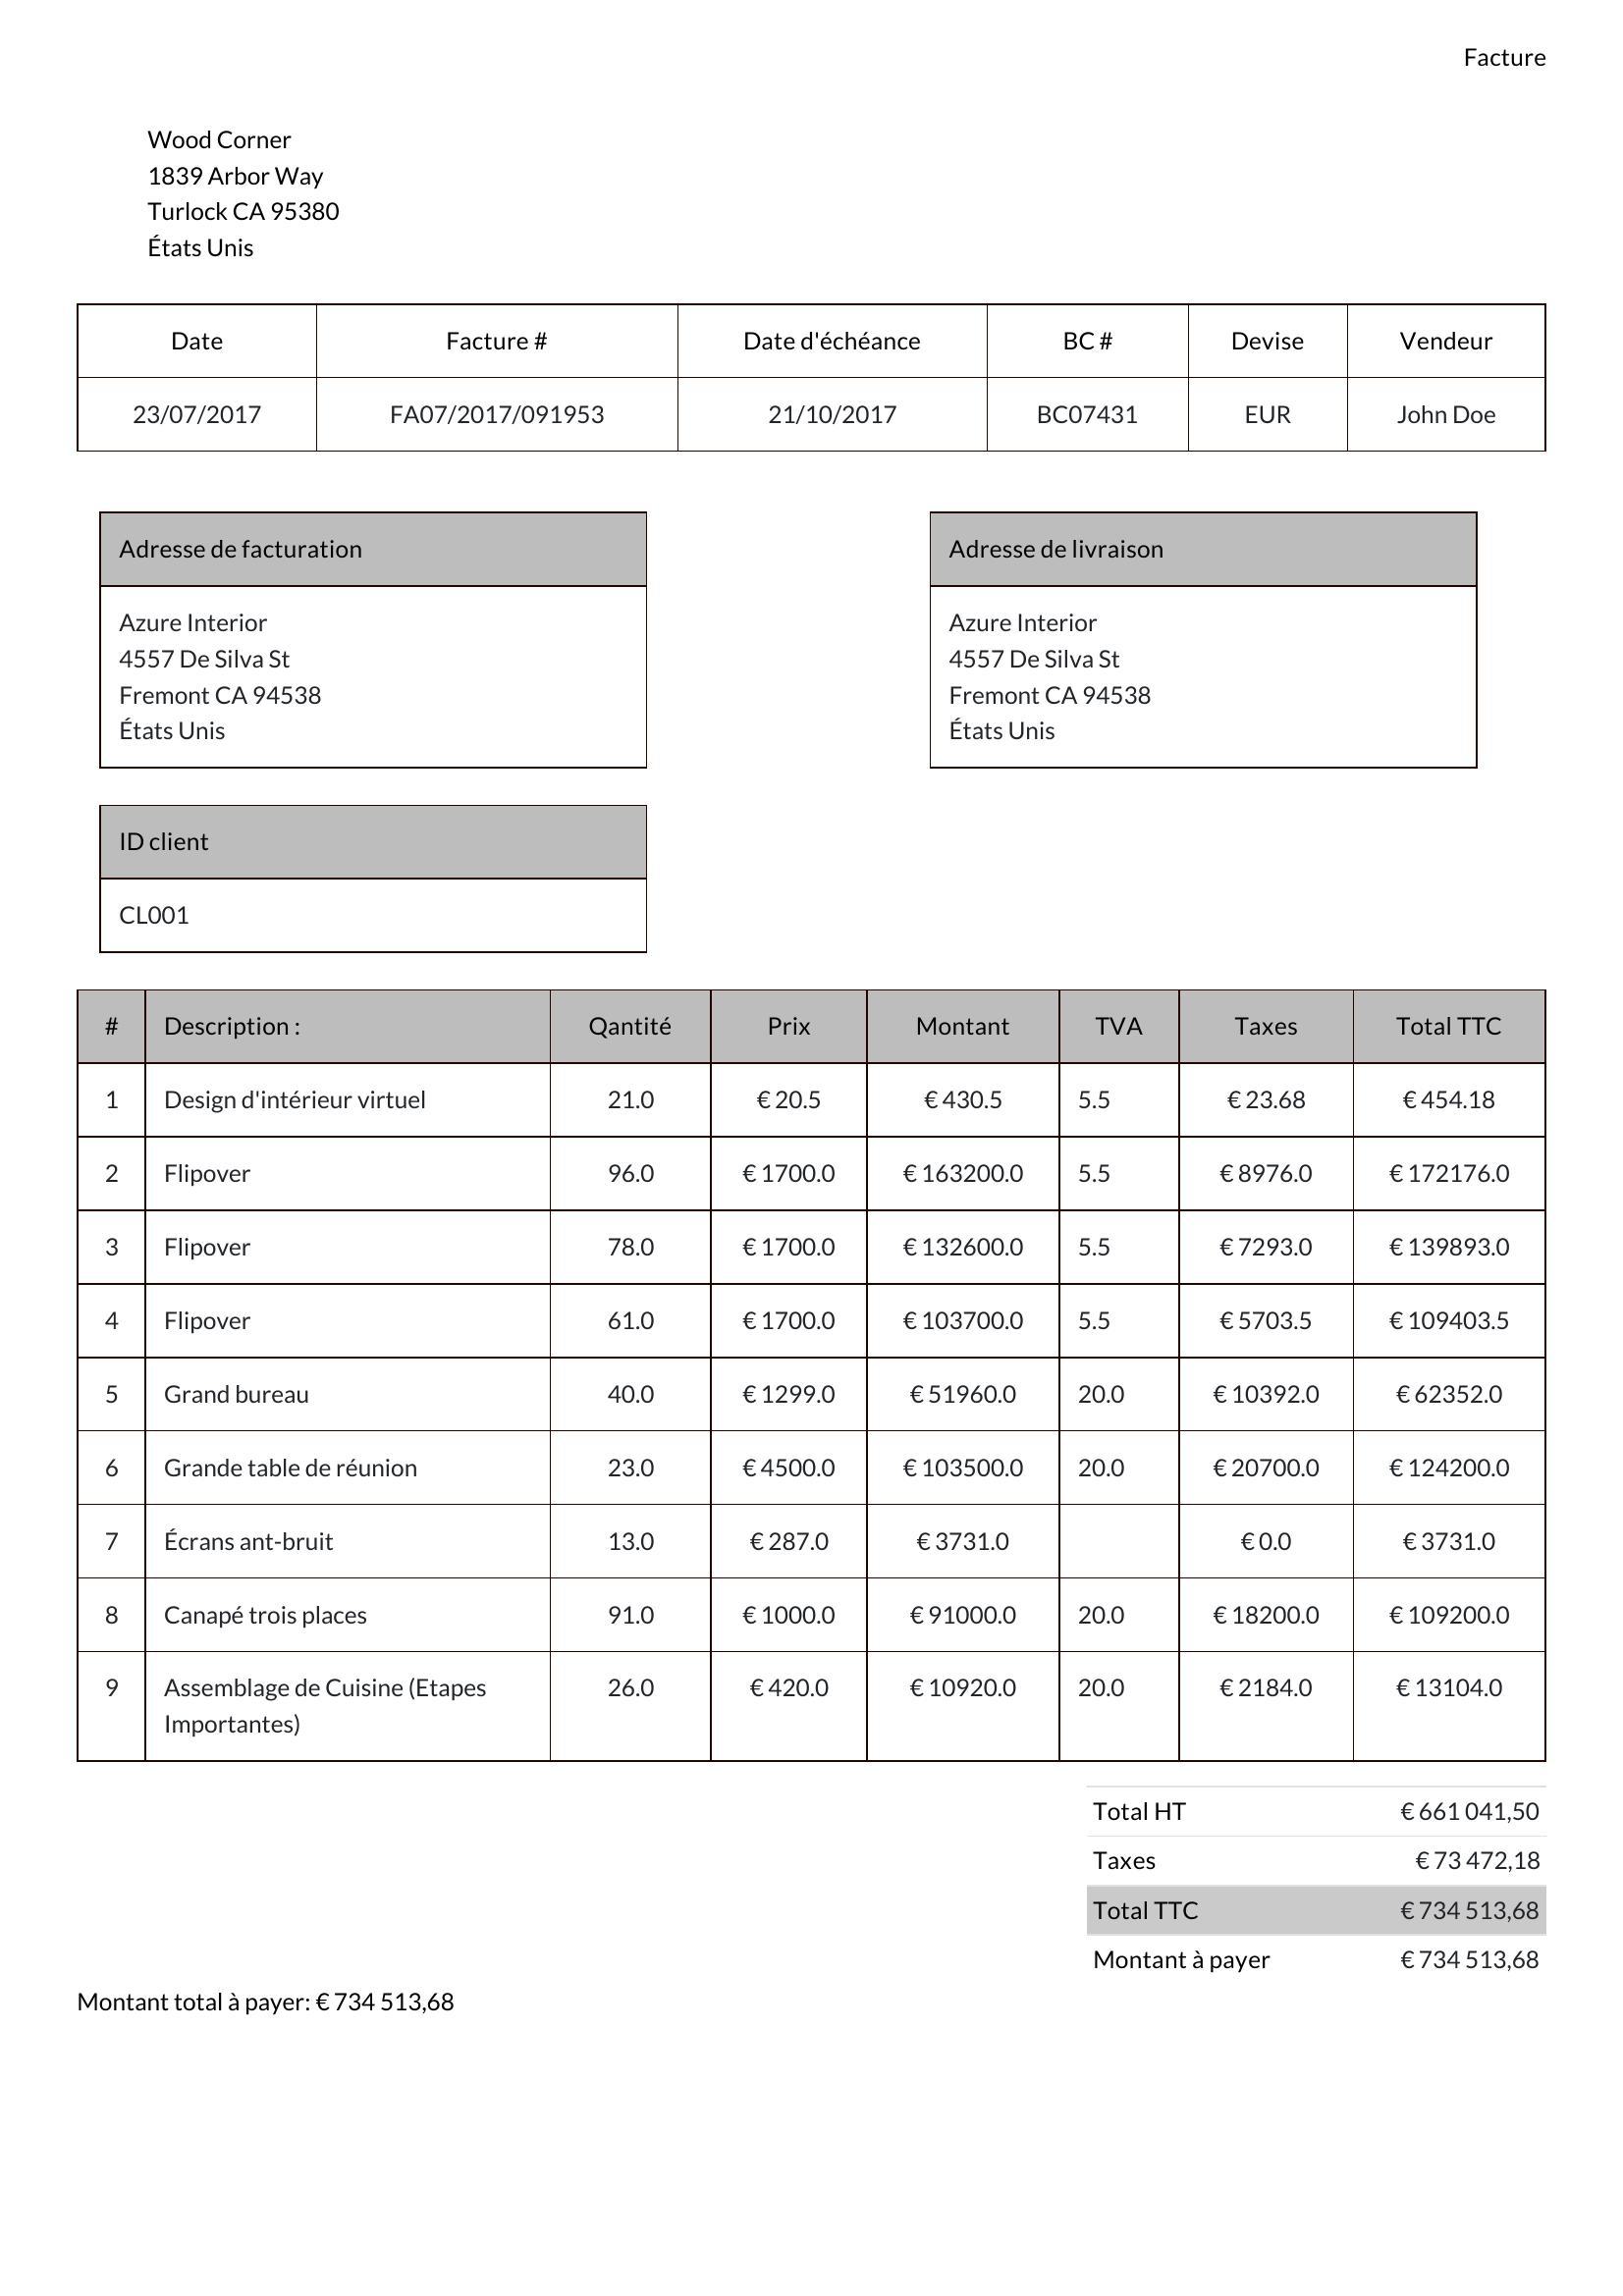 Facture
Wood Corner
1839 Arbor Way
Turlock CA 95380
États Unis
Date Facture # Date d'échéance BC # Devise Vendeur
23/07/2017 FA07/2017/091953 21/10/2017 BC07431 EUR John Doe
Adresse de facturation
Azure Interior
4557 De Silva St
Fremont CA 94538
États Unis
Adresse de livraison
Azure Interior
4557 De Silva St
Fremont CA 94538
États Unis
ID client
CL001
# Description : Qantité Prix Montant TVA Taxes Total TTC
1 Design d'intérieur virtuel 21.0 € 20.5 € 430.5 5.5 € 23.68 € 454.18
2 Flipover 96.0 € 1700.0 € 163200.0 5.5 € 8976.0 € 172176.0
3 Flipover 78.0 € 1700.0 € 132600.0 5.5 € 7293.0 € 139893.0
4 Flipover 61.0 € 1700.0 € 103700.0 5.5 € 5703.5 € 109403.5
5 Grand bureau 40.0 € 1299.0 € 51960.0 20.0 € 10392.0 € 62352.0
6 Grande table de réunion 23.0 € 4500.0 € 103500.0 20.0 € 20700.0 € 124200.0
7 Écrans ant-bruit 13.0 € 287.0 € 3731.0 € 0.0 € 3731.0
8 Canapé trois places 91.0 € 1000.0 € 91000.0 20.0 € 18200.0 € 109200.0
9 Assemblage de Cuisine (Etapes 26.0 € 420.0 € 10920.0 20.0 € 2184.0 € 13104.0
Importantes)
Total HT € 661 041,50
Taxes € 73 472,18
Total TTC € 734 513,68
Montant à payer € 734 513,68
Montant total à payer: € 734 513,68